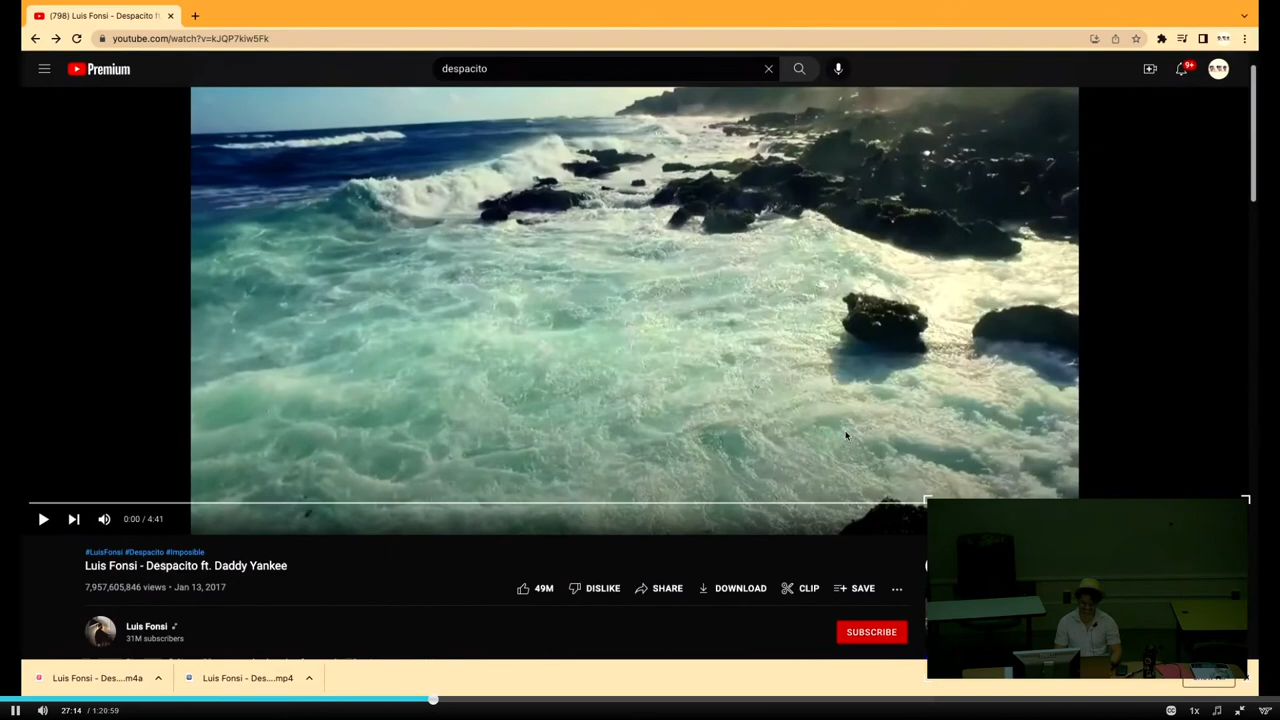 (798) Luis Fonsi - Despacito f
youtube.com/watch?v=kJQP7kiw5Fk
Premium
despacito
9+
0:00 / 4:41
#LuisFonsi #Despacito #Imposible
Luis Fonsi - Despacito ft. Daddy Yankee
7,957,605,846 views • Jan 13, 2017
49M DISLIKE SHARE DOWNLOAD CLIP SAVE
Luis Fonsi
31M subscribers
SUBSCRIBE
Luis Fonsi - Des....m4a
Luis Fonsi - Des....mp4
27:14 / 1:20:59
CC
1x